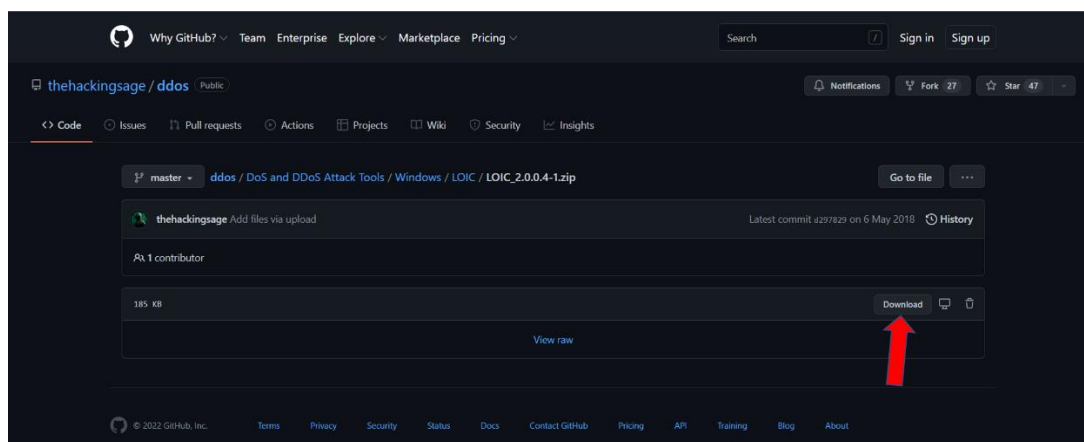 Why GitHub? Team Enterprise Explore Marketplace Pricing Search / Sign in Sign up
thehackingsage / ddos Public Notifications Fork 27 Star 47
<> Code Issues Pull requests Actions Projects Wiki Security Insights
master ddos / DoS and DDoS Attack Tools / Windows / LOIC / LOIC_2.0.0.4-1.zip Go to file ...
thehackingsage Add files via upload Latest commit d297829 on 6 May 2018 History
1 contributor
185 KB Download
View raw
© 2022 GitHub, Inc. Terms Privacy Security Status Docs Contact GitHub Pricing API Training Blog About